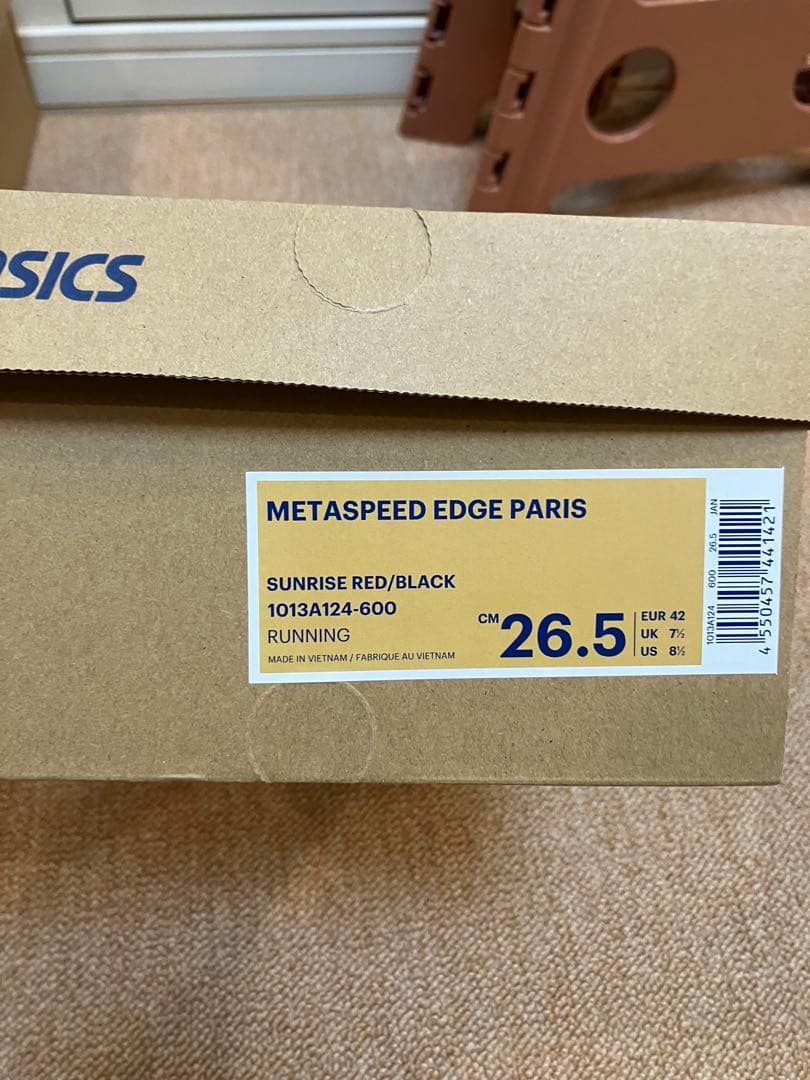 asics
METASPEED EDGE PARIS
SUNRISE RED/BLACK
1013A124-600
RUNNING
MADE IN VIETNAM / FABRIQUE AU VIETNAM
CM 26.5
EUR 42
UK 7½
US 8½
1013A124 600 26.5 JAN
4 550457 441421